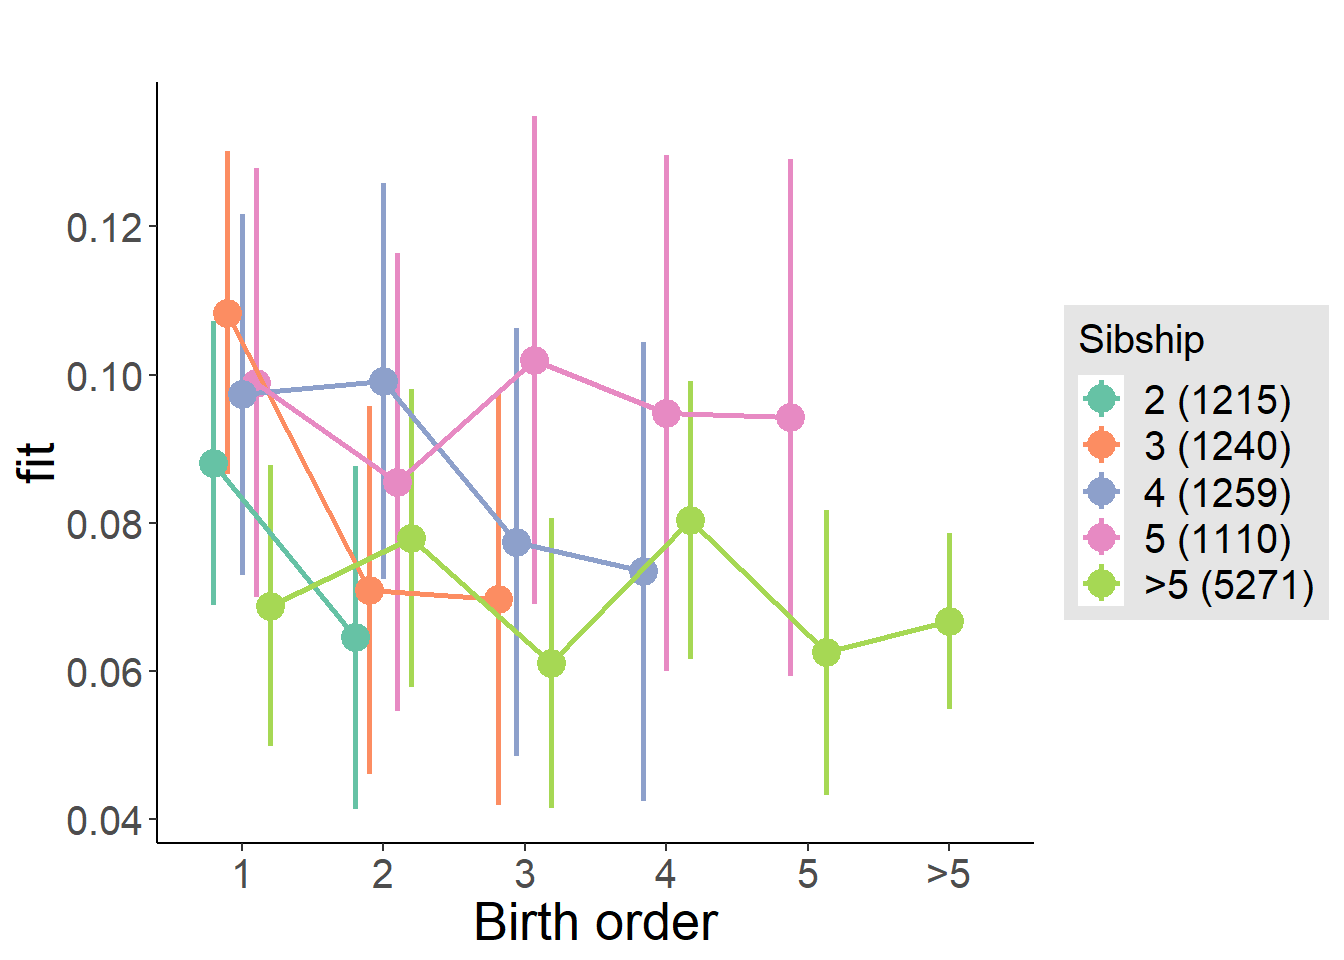 0.12
0.10
0.08
0.06
0.04
fit
1 2 3 4 5 >5
Birth order
Sibship
2 (1215)
3 (1240)
4 (1259)
5 (1110)
>5 (5271)